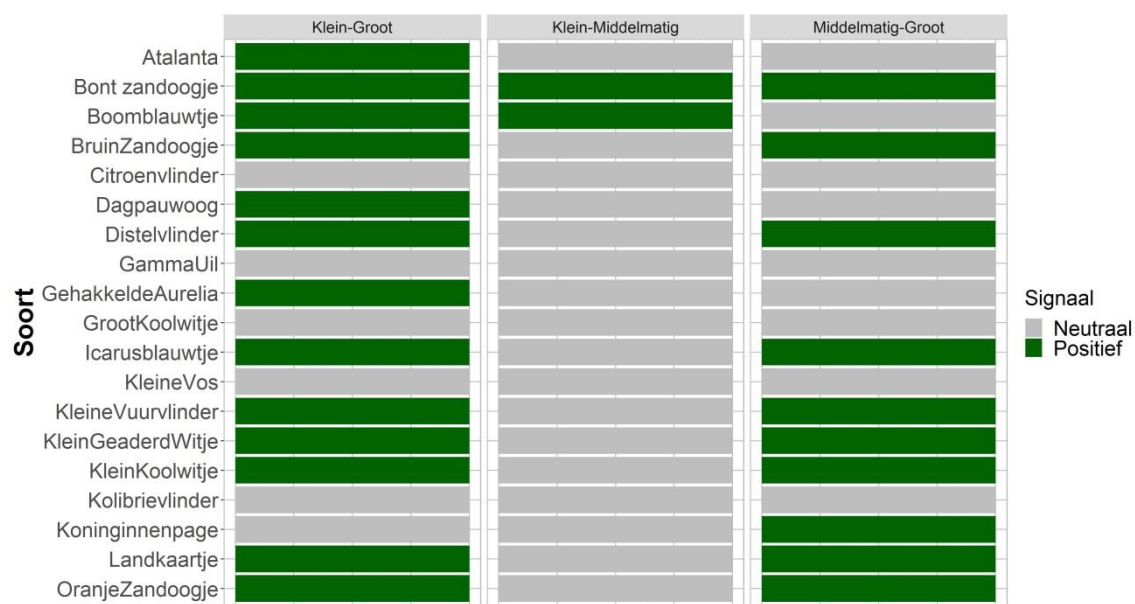 Klein-Groot
Klein-Middelmatig
Middelmatig-Groot
Soort
Atalanta
Bont zandoogje
Boomblauwtje
BruinZandoogje
Citroenvlinder
Dagpauwoog
Distelvlinder
GammaUil
GehakkeldeAurelia
GrootKoolwitje
Icarusblauwtje
KleineVos
KleineVuurvlinder
KleinGeaderdWitje
KleinKoolwitje
Kolibrievlinder
Koninginnenpage
Landkaartje
OranjeZandoogje
Signaal
Neutraal
Positief